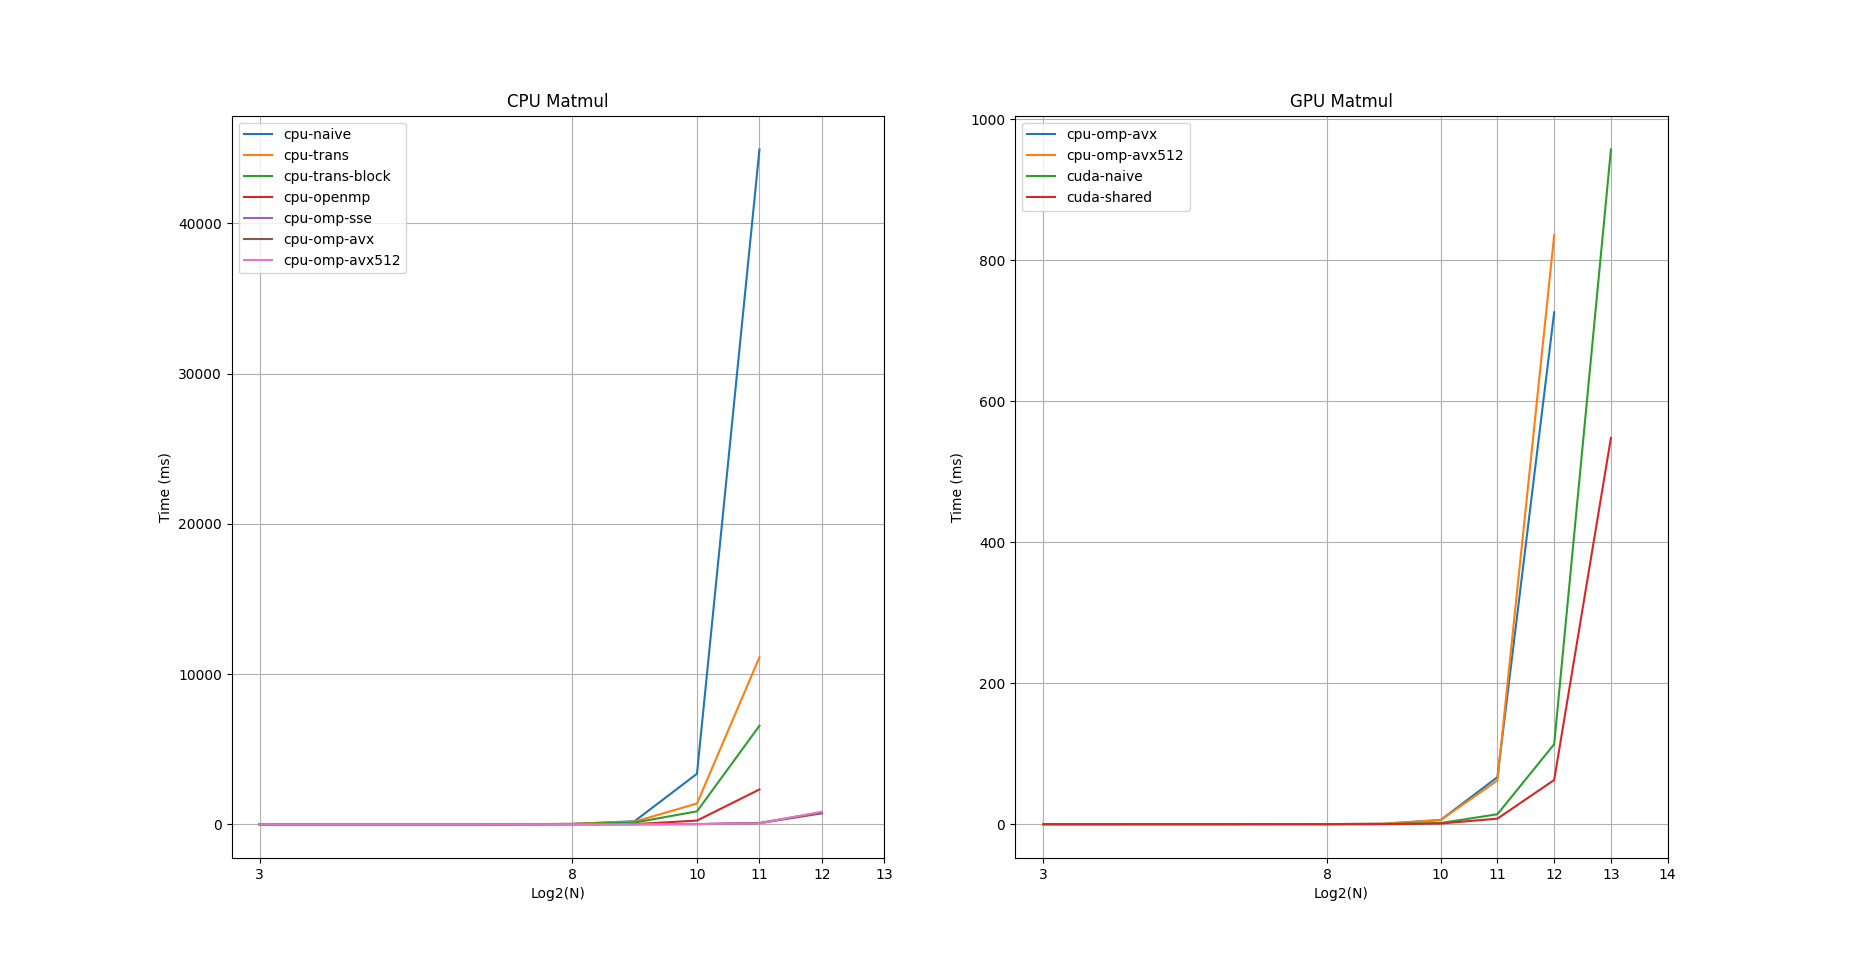 CPU Matmul
cpu-naive
cpu-trans
cpu-trans-block
cpu-openmp
cpu-omp-sse
cpu-omp-avx
cpu-omp-avx512
40000
30000
20000
10000
0
Time (ms)
3 8 10 11 12 13
Log2(N)
GPU Matmul
cpu-omp-avx
cpu-omp-avx512
cuda-naive
cuda-shared
1000
800
600
400
200
0
Time (ms)
3 8 10 11 12 13 14
Log2(N)